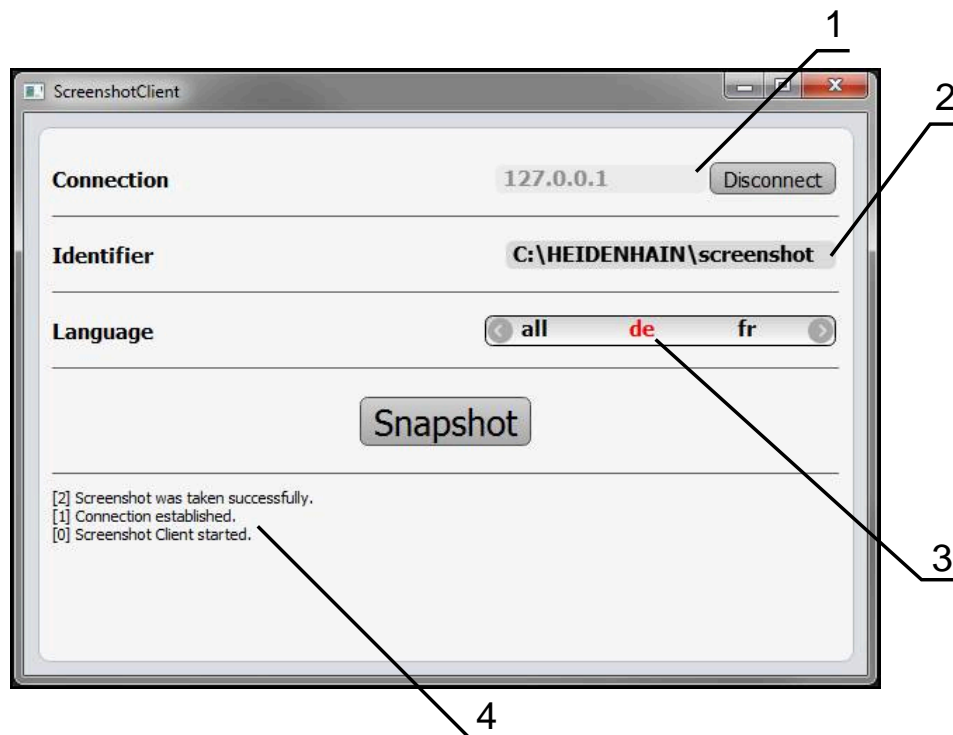 1
ScreenshotClient
2
Connection 127.0.0.1 Disconnect
Identifier C:\HEIDENHAIN\screenshot
Language all de fr
Snapshot
[2] Screenshot was taken successfully.
[1] Connection established.
[0] Screenshot Client started.
3
4